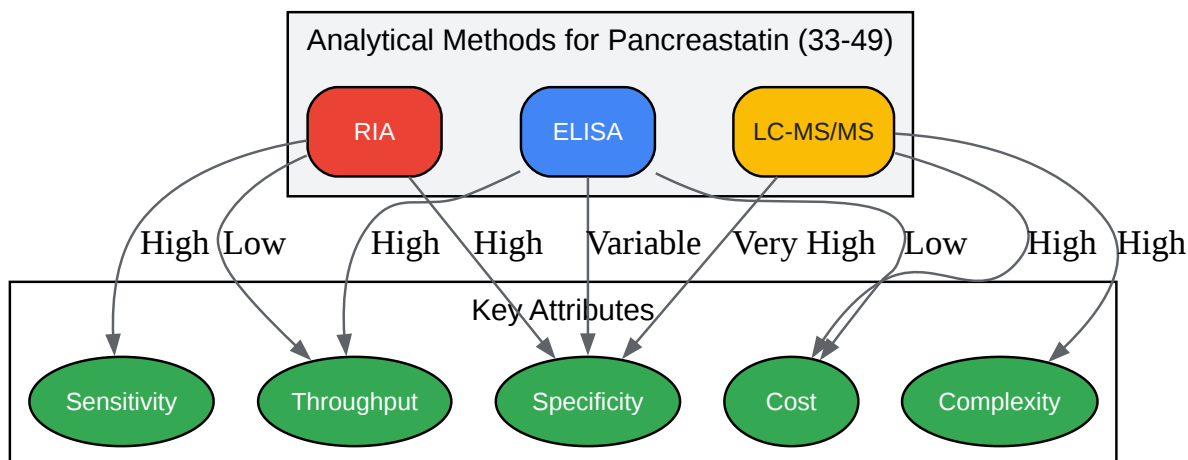 Analytical Methods for Pancreastatin (33-49)
RIA
ELISA
LC-MS/MS
High
Low
High
High
Variable
Very High
Low
High
High
Key Attributes
Sensitivity
Throughput
Specificity
Cost
Complexity